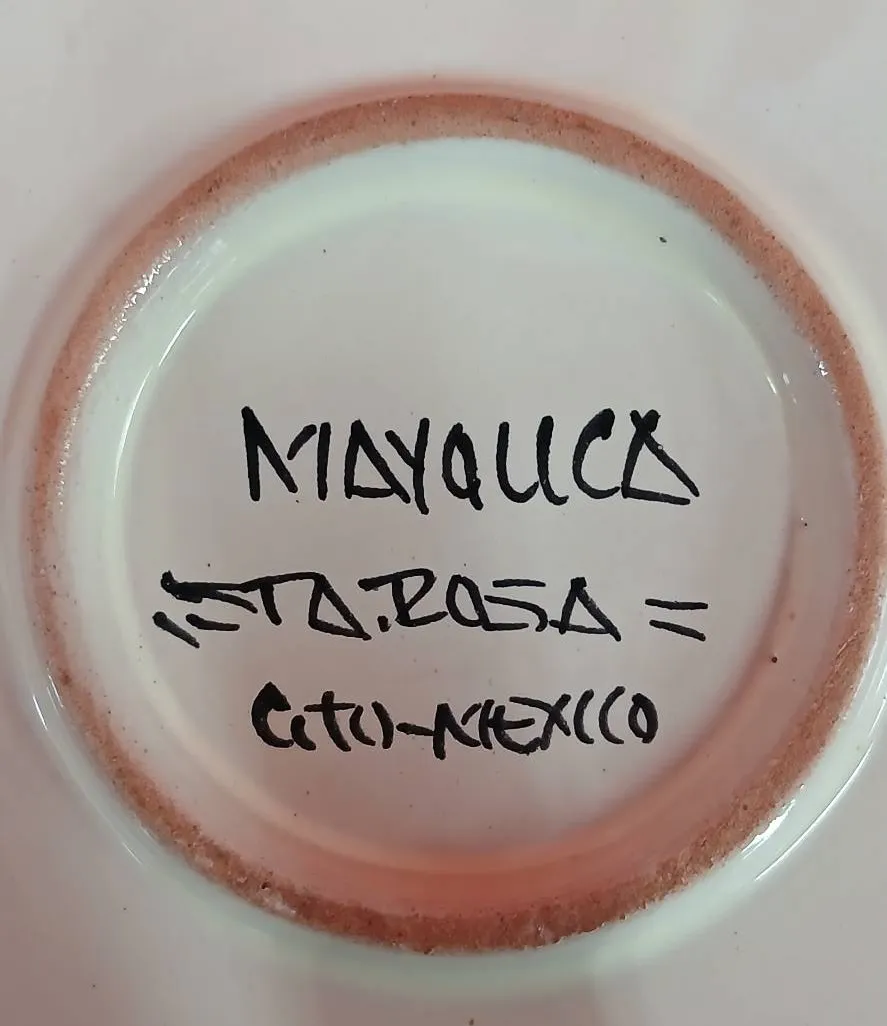 MAYOLICA
=STA.ROSA=
GTO-MEXICO